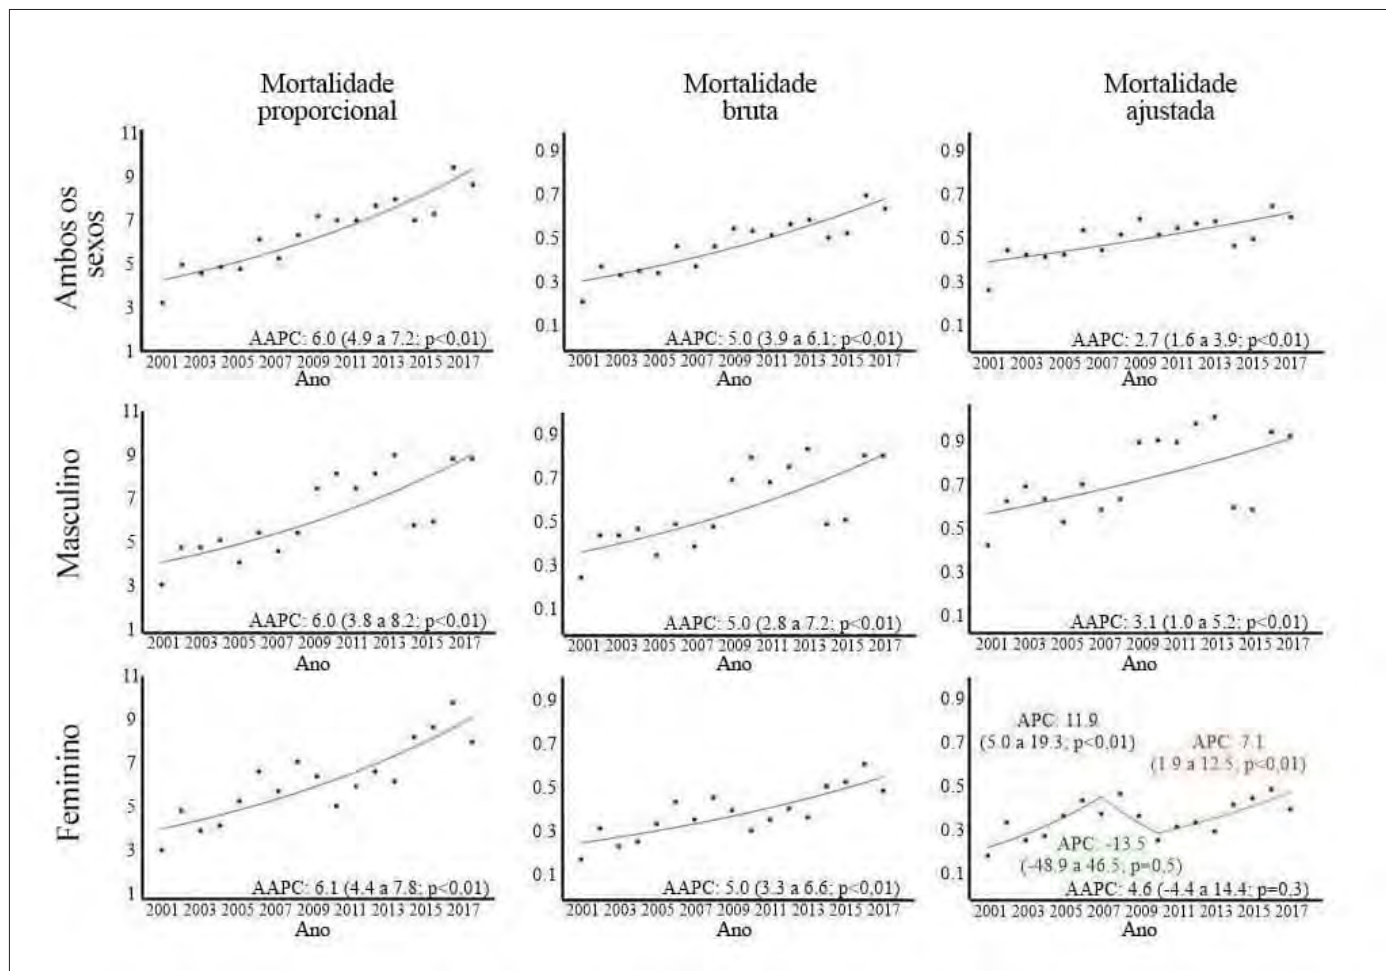 Mortalidade
proporcional
Mortalidade
bruta
Mortalidade
ajustada
Ambos os
sexos
11
9
7
5
3
1
AAPC: 6.0 (4.9 a 7.2; p<0.01)
2001 2003 2005 2007 2009 2011 2013 2015 2017
Ano
0.9
0.7
0.5
0.3
0.1
AAPC: 5.0 (3.9 a 6.1; p<0.01)
2001 2003 2005 2007 2009 2011 2013 2015 2017
Ano
0.9
0.7
0.5
0.3
0.1
AAPC: 2.7 (1.6 a 3.9; p<0.01)
2001 2003 2005 2007 2009 2011 2013 2015 2017
Ano
Masculino
11
9
7
5
3
1
AAPC: 6.0 (3.8 a 8.2; p<0.01)
2001 2003 2005 2007 2009 2011 2013 2015 2017
Ano
0.9
0.7
0.5
0.3
0.1
AAPC: 5.0 (2.8 a 7.2; p<0.01)
2001 2003 2005 2007 2009 2011 2013 2015 2017
Ano
0.9
0.7
0.5
0.3
0.1
AAPC: 3.1 (1.0 a 5.2; p<0.01)
2001 2003 2005 2007 2009 2011 2013 2015 2017
Ano
Feminino
11
9
7
5
3
1
AAPC: 6.1 (4.4 a 7.8; p<0.01)
2001 2003 2005 2007 2009 2011 2013 2015 2017
Ano
0.9
0.7
0.5
0.3
0.1
AAPC: 5.0 (3.3 a 6.6; p<0.01)
2001 2003 2005 2007 2009 2011 2013 2015 2017
Ano
0.9
0.7
0.5
0.3
0.1
APC: 11.9
(5.0 a 19.3; p<0,01)
APC: 7.1
(1.9 a 12.5; p<0,01)
APC: -13.5
(-48.9 a 46.5; p=0.5)
AAPC: 4.6 (-4.4 a 14.4; p=0.3)
2001 2003 2005 2007 2009 2011 2013 2015 2017
Ano